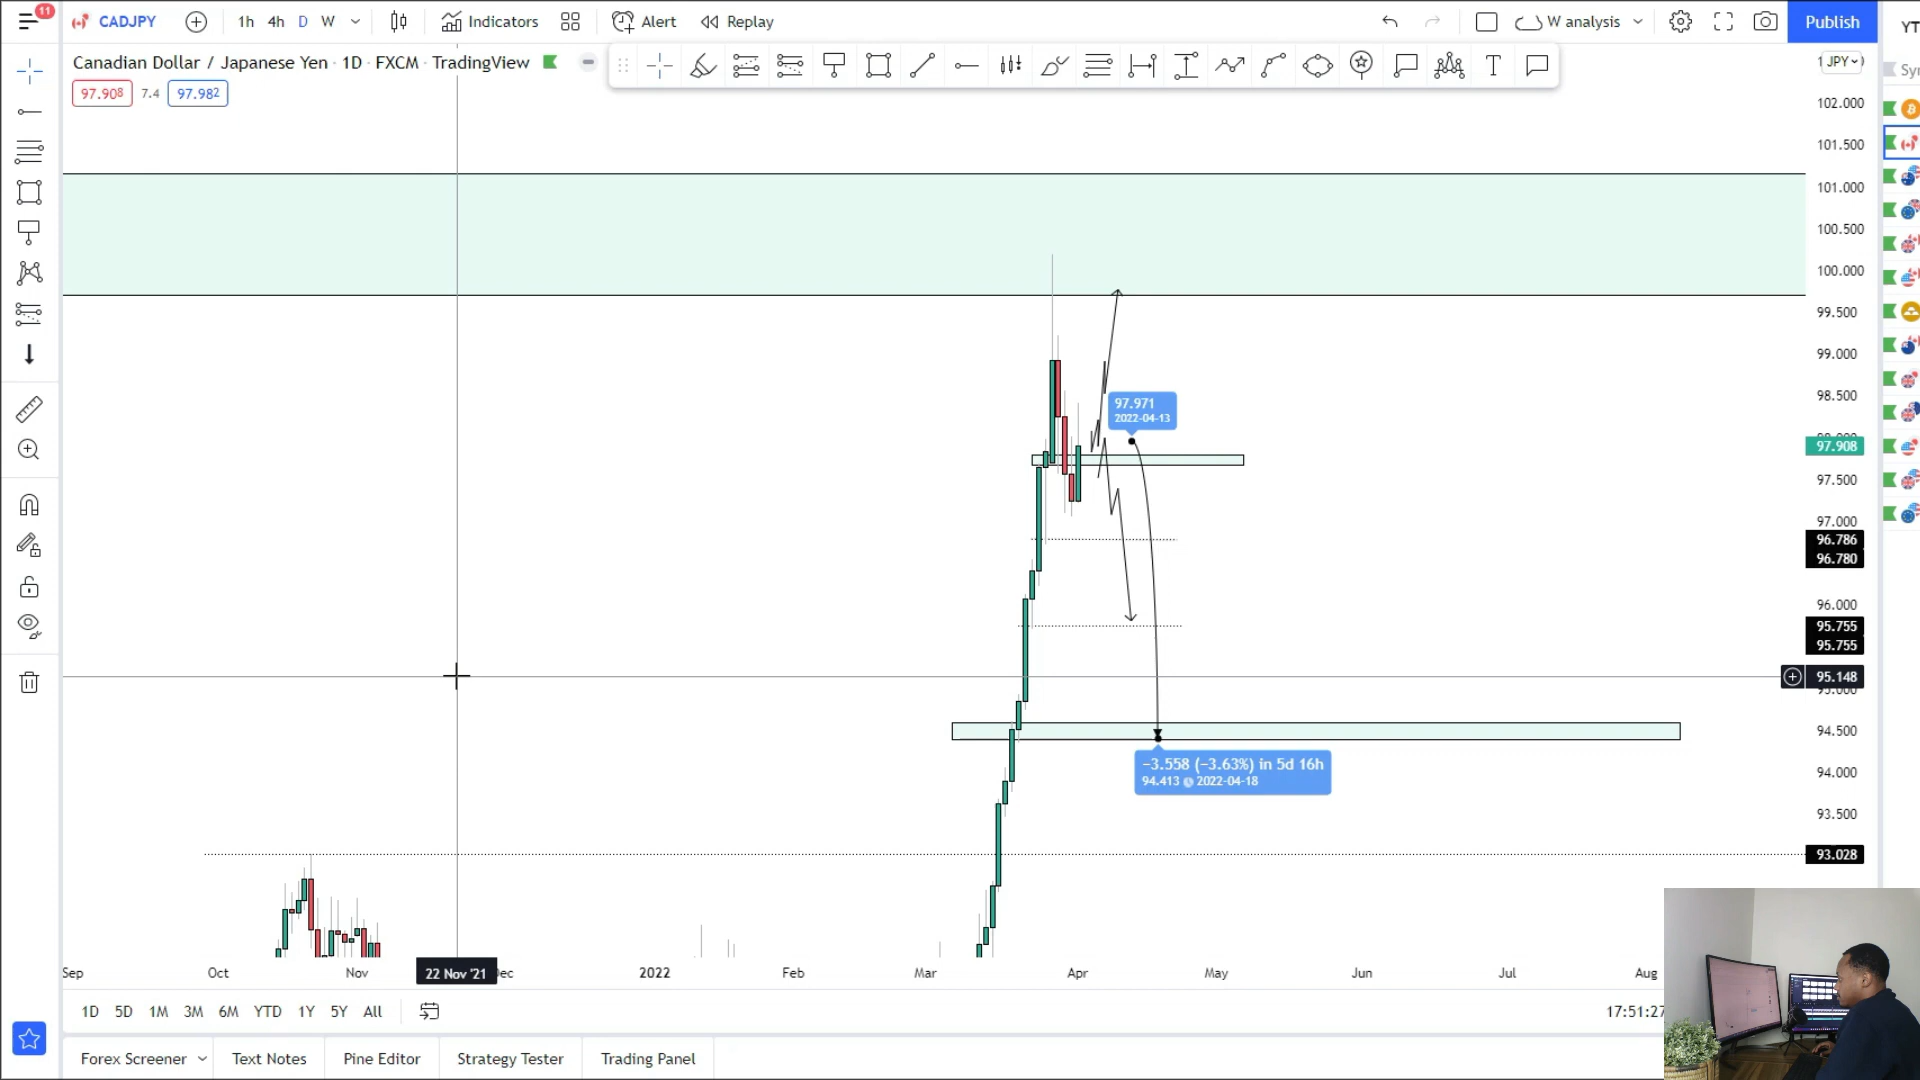 11
CADJPY
1h 4h D W
Indicators
Alert
Replay
W analysis
Publish
YT
Canadian Dollar / Japanese Yen · 1D · FXCM · TradingView
97.908 7.4 97.982
JPY
102.000
101.500
101.000
100.500
100.000
99.500
99.000
98.500
97.908
97.500
97.000
96.786
96.780
96.000
95.755
95.755
95.148
94.500
94.000
93.500
93.028
97.971
2022-04-13
−3.558 (−3.63%) in 5d 16h
94.413 @ 2022-04-18
Sep Oct Nov 22 Nov '21 Dec 2022 Feb Mar Apr May Jun Jul Aug
1D 5D 1M 3M 6M YTD 1Y 5Y All
17:51:27
Forex Screener Text Notes Pine Editor Strategy Tester Trading Panel